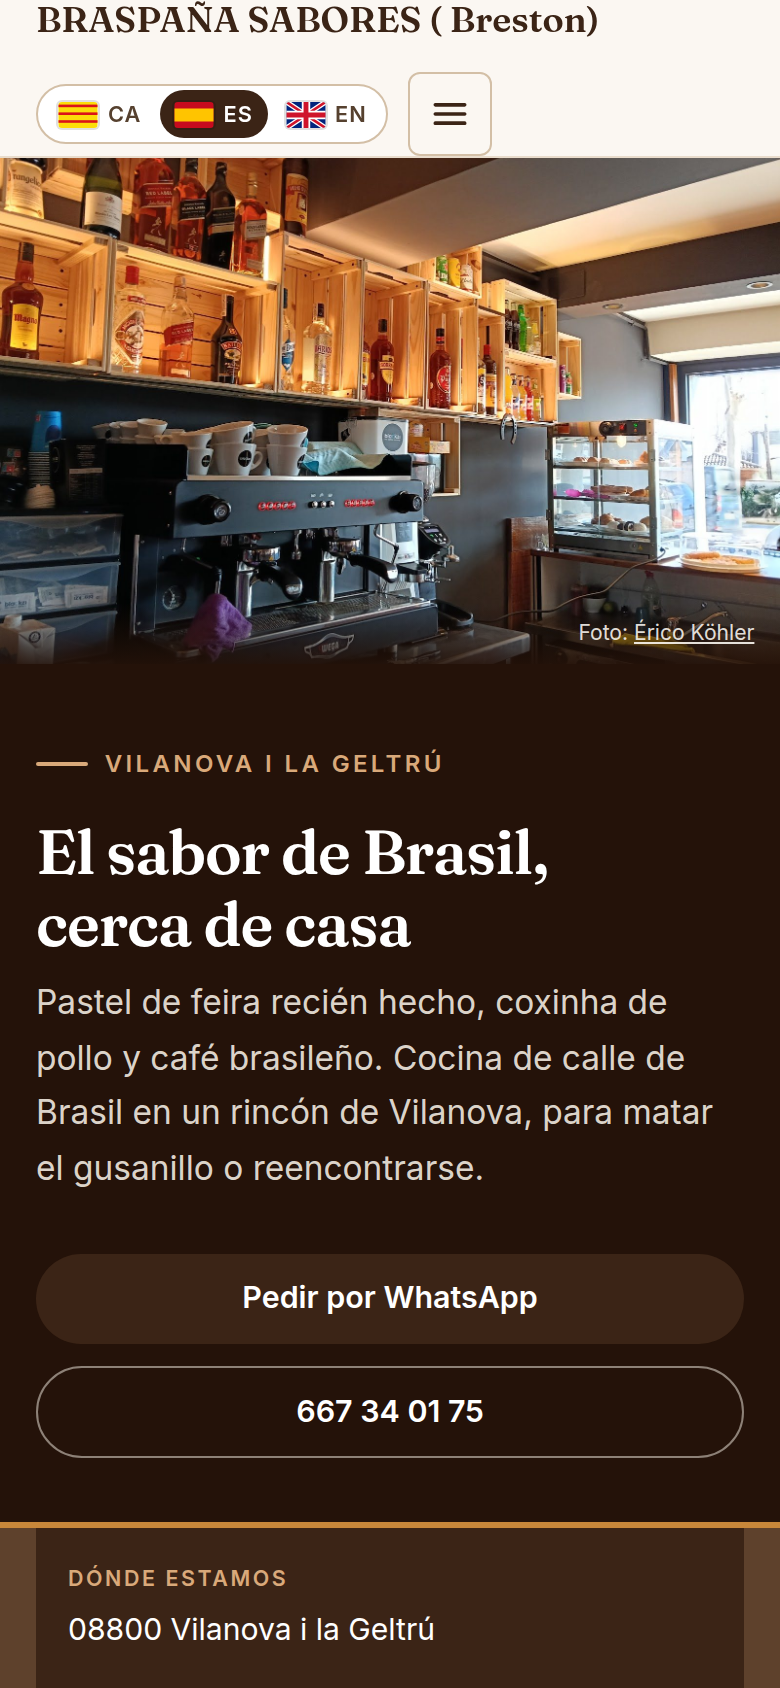 BRASPAÑA SABORES ( Breston)
CA
ES
EN
Foto: Érico Köhler
VILANOVA I LA GELTRÚ
El sabor de Brasil,
cerca de casa
Pastel de feira recién hecho, coxinha de
pollo y café brasileño. Cocina de calle de
Brasil en un rincón de Vilanova, para matar
el gusanillo o reencontrarse.
Pedir por WhatsApp
667 34 01 75
DÓNDE ESTAMOS
08800 Vilanova i la Geltrú